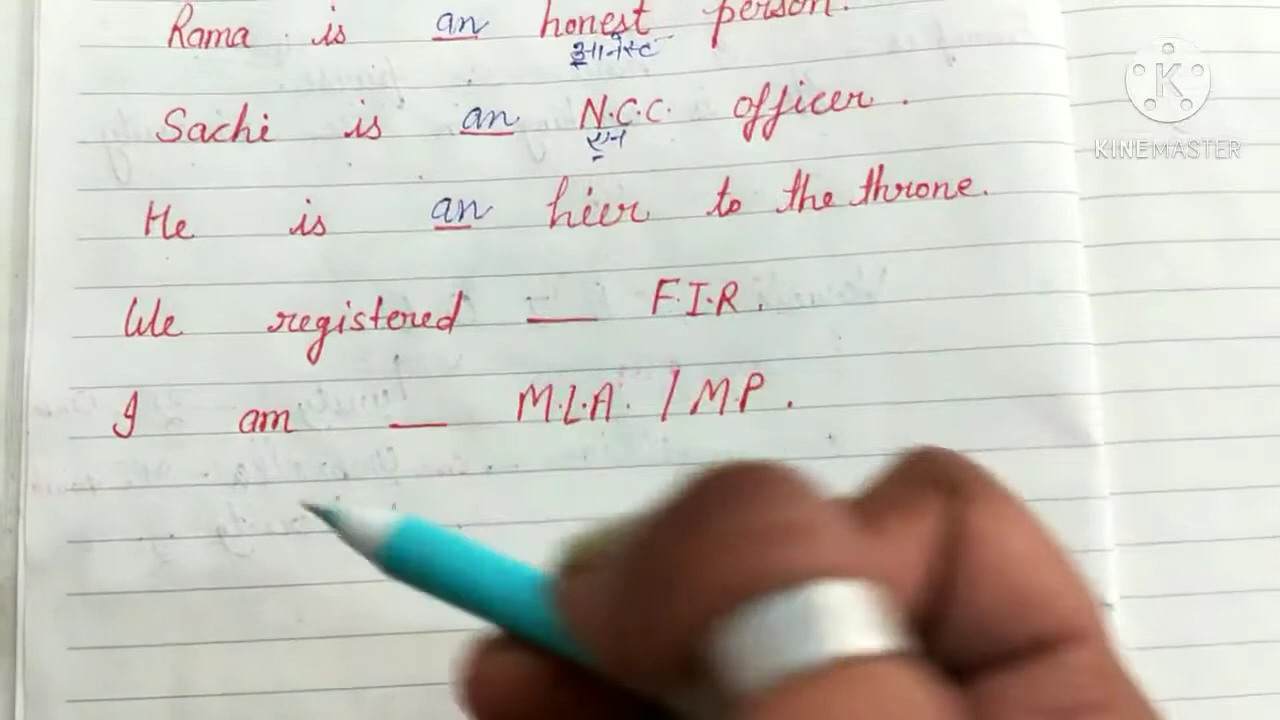 Rama is an honest person.
आनेस्ट
Sachi is an N.C.C. officer.
एन
He is an hier to the throne.
We registered ___ F.I.R.
I am ___ M.L.A. / M.P.
K
KINEMASTER